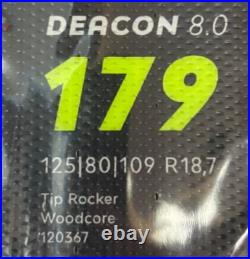 DEACON 8.0
179
125|80|109 R18,7
Tip Rocker
Woodcore
120367